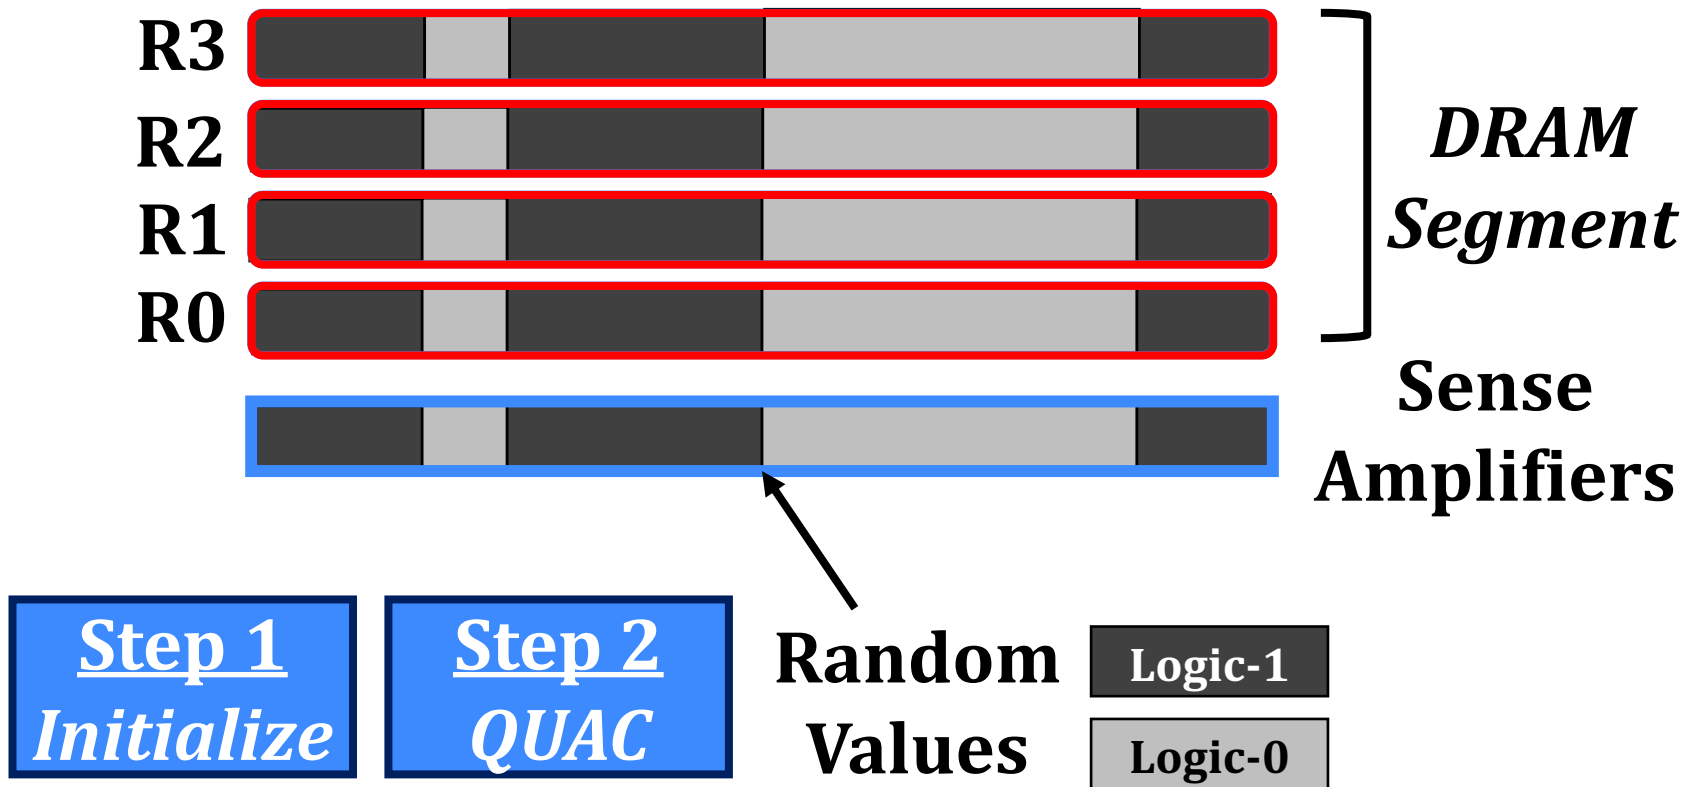 R3
R2
R1
R0
DRAM
Segment
Sense
Amplifiers
Step 1
Initialize
Step 2
QUAC
Random
Values
Logic-1
Logic-0